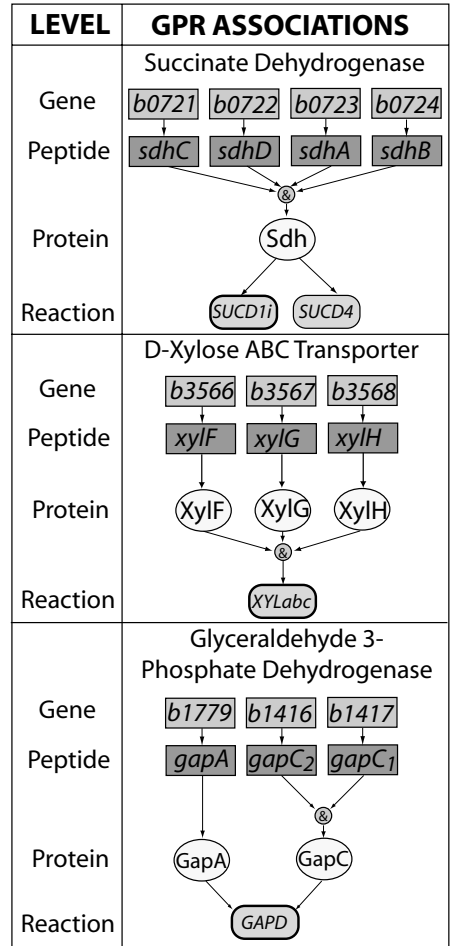 LEVEL GPR ASSOCIATIONS
Succinate Dehydrogenase
Gene b0721 b0722 b0723 b0724
Peptide sdhC sdhD sdhA sdhB
&
Protein Sdh
Reaction SUCD1i SUCD4
D-Xylose ABC Transporter
Gene b3566 b3567 b3568
Peptide xylF xylG xylH
Protein XylF XylG XylH
&
Reaction XYLabc
Glyceraldehyde 3-
Phosphate Dehydrogenase
Gene b1779 b1416 b1417
Peptide gapA gapC2 gapC1
&
Protein GapA GapC
Reaction GAPD